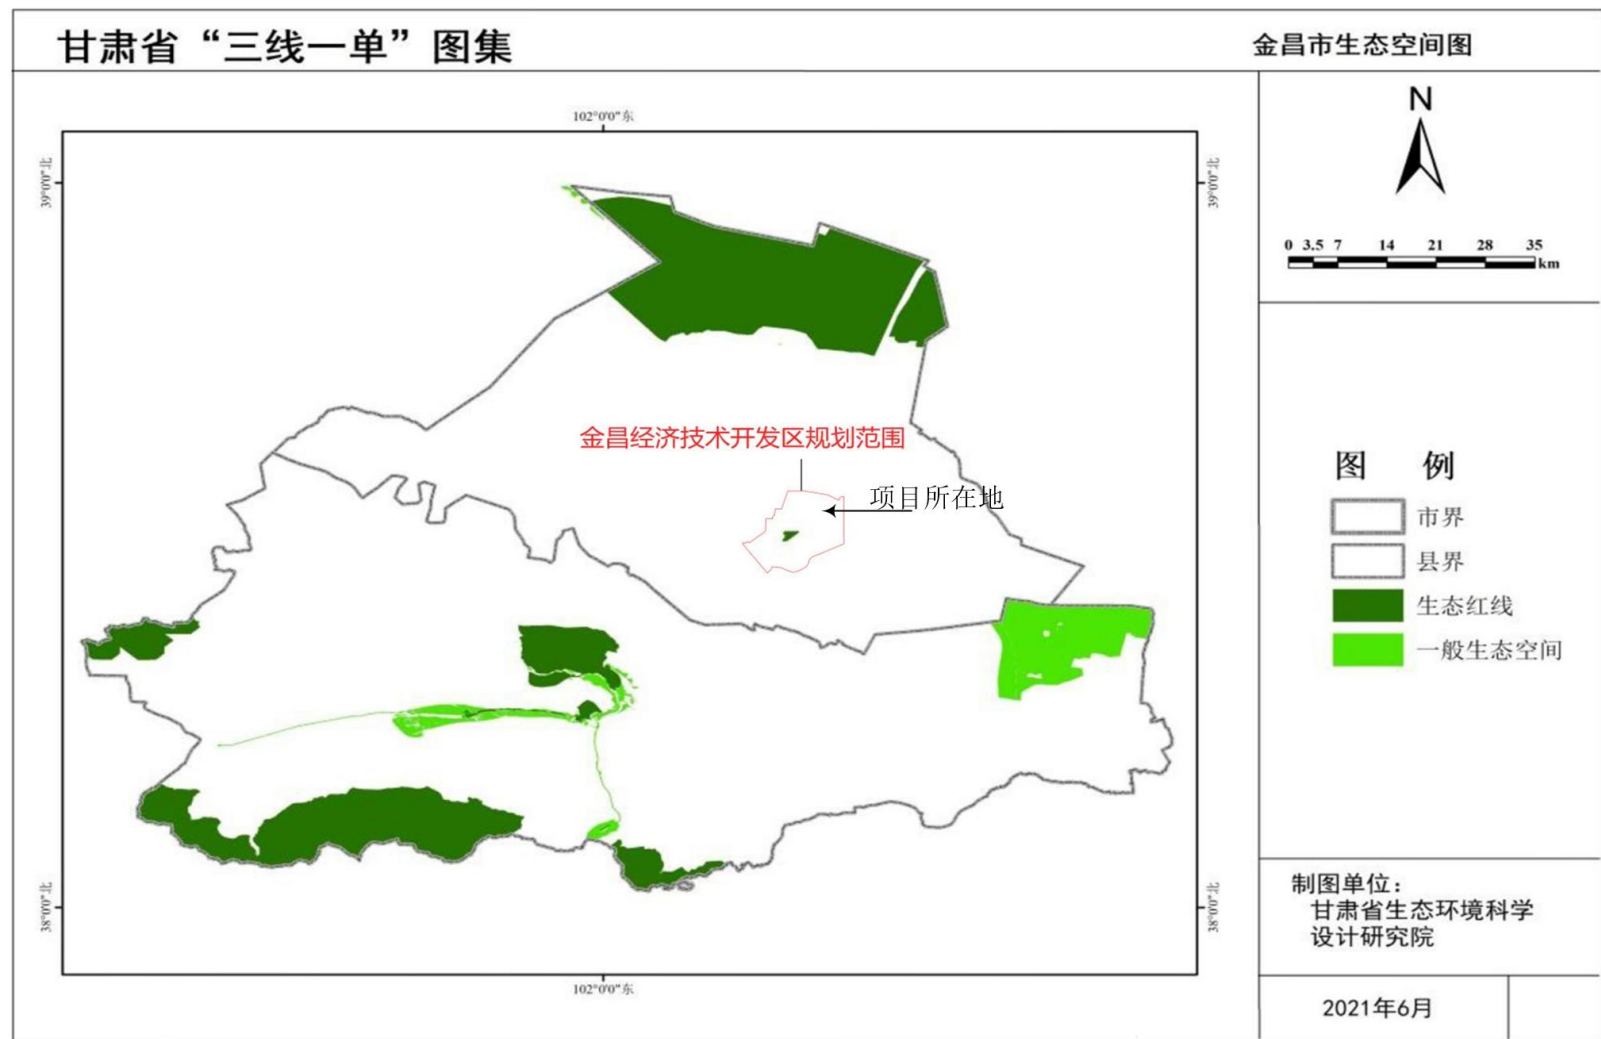 甘肃省“三线一单”图集
金昌市生态空间图
102°0'0"东
39°0'0"北
39°0'0"北
N
0 3.5 7 14 21 28 35
km
金昌经济技术开发区规划范围
项目所在地
图 例
市界
县界
生态红线
一般生态空间
38°0'0"北
38°0'0"北
102°0'0"东
制图单位：
甘肃省生态环境科学
设计研究院
2021年6月